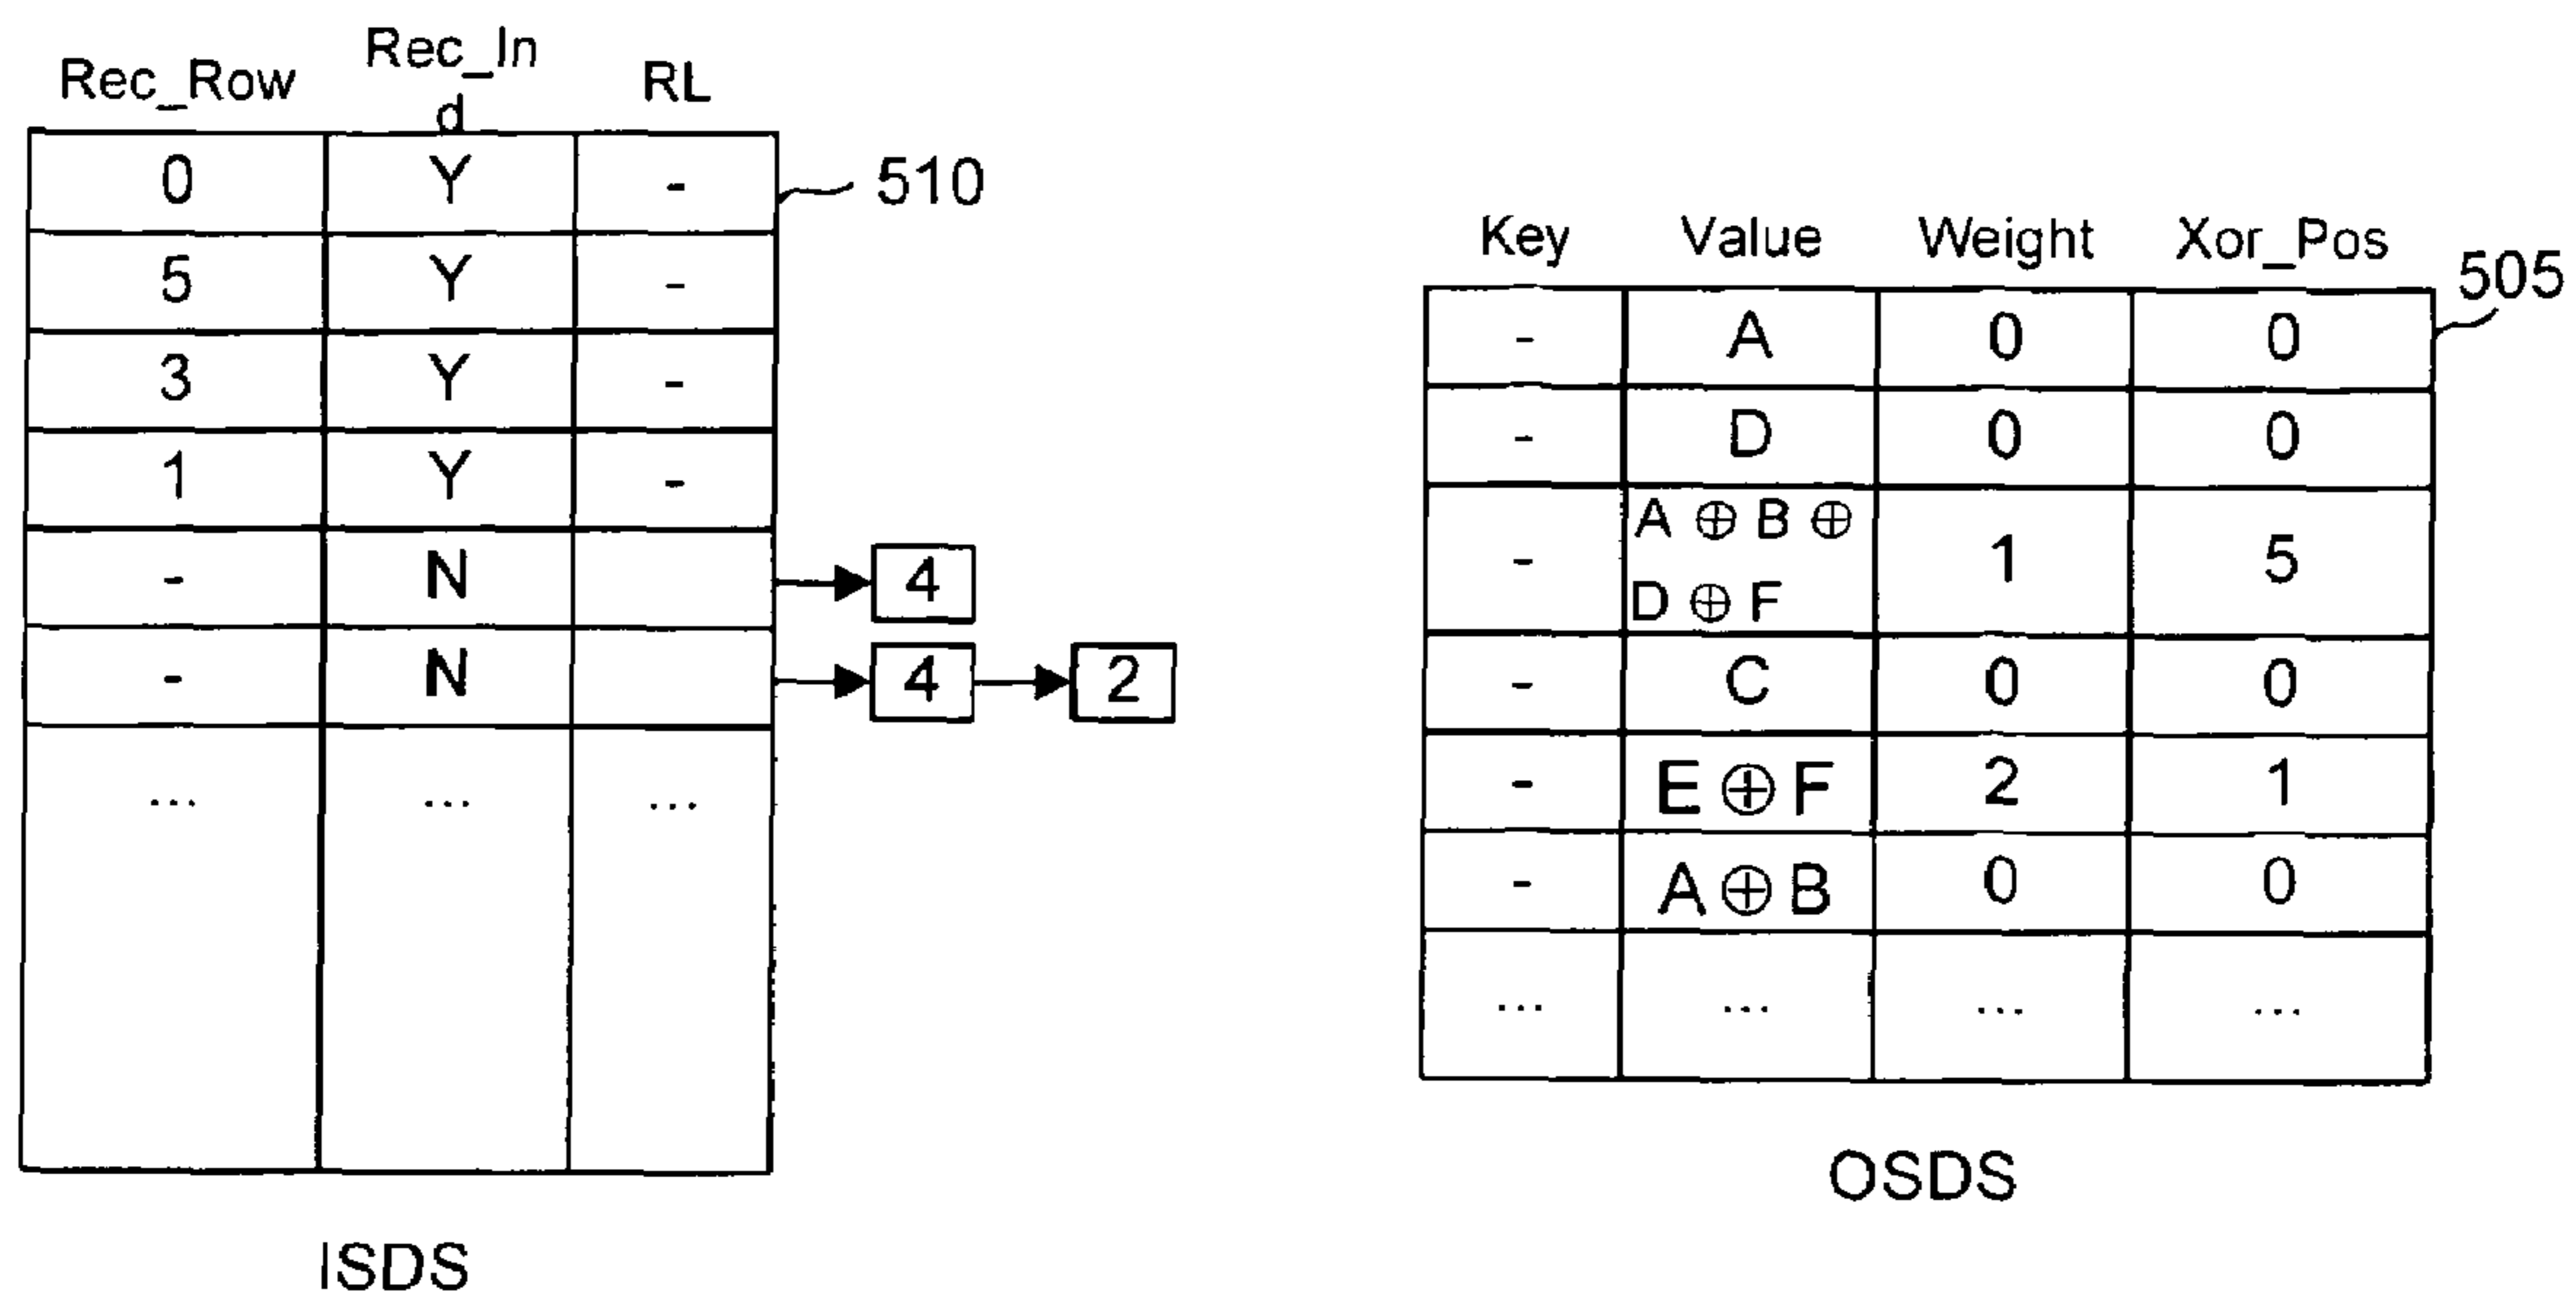 Rec_Row Rec_In RL
d
0 Y - 510
5 Y -
3 Y -
1 Y -
- N 4
- N 4 2
... ... ...
ISDS
Key Value Weight Xor_Pos 505
- A 0 0
- D 0 0
A ⊕ B ⊕
- 1 5
D ⊕ F
- C 0 0
- E ⊕ F 2 1
- A ⊕ B 0 0
... ... ... ...
OSDS